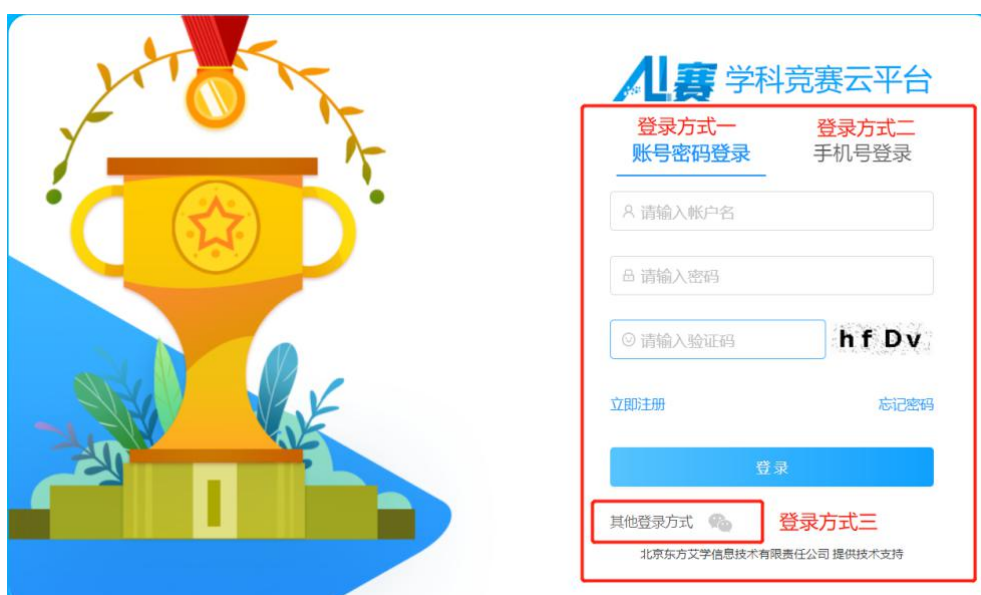 AI赛 学科竞赛云平台
登录方式一 登录方式二
账号密码登录 手机号登录
请输入帐户名
请输入密码
请输入验证码 hfDv
立即注册 忘记密码
登录
其他登录方式 登录方式三
北京东方艾学信息技术有限责任公司 提供技术支持